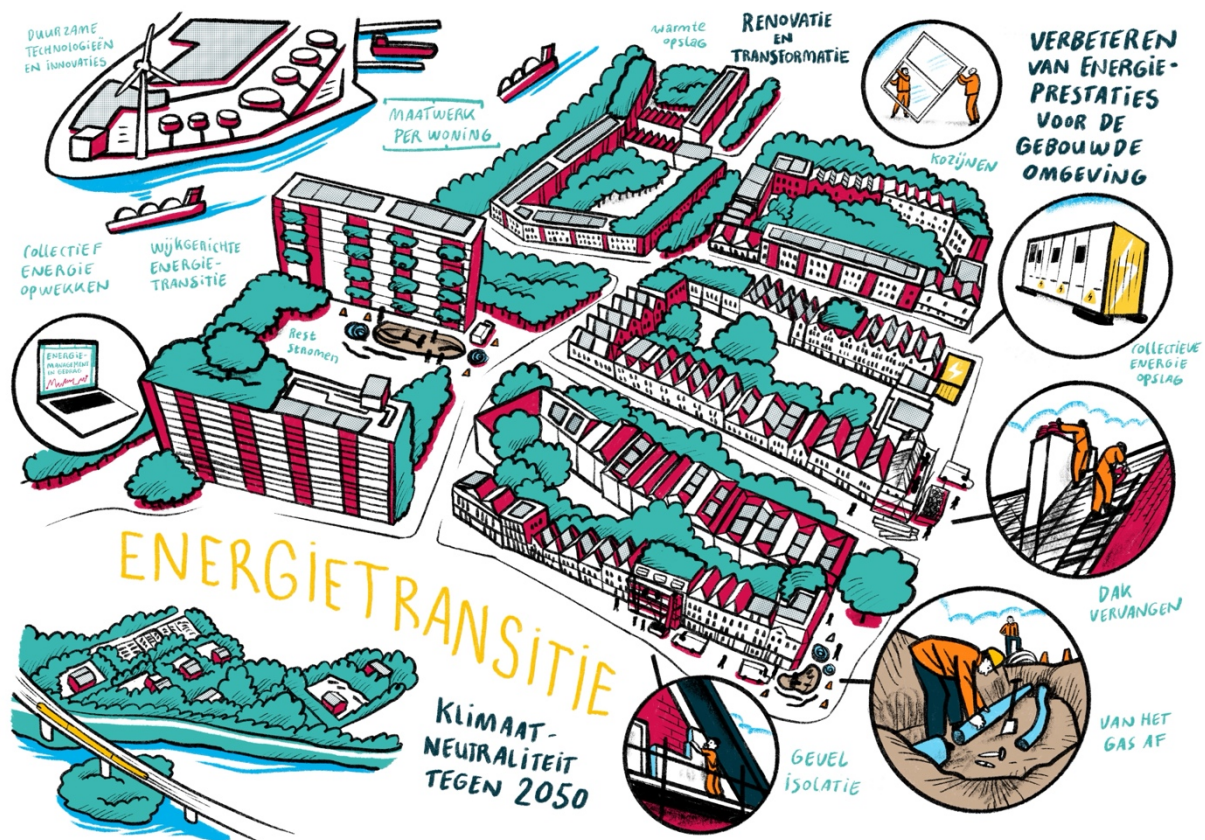 DUURZAME
TECHNOLOGIEËN
EN INNOVATIES
MAATWERK
PER WONING
warmte
opslag
RENOVATIE
EN
TRANSFORMATIE
KOZIJNEN
VERBETEREN
VAN ENERGIE-
PRESTATIES
VOOR DE
GEBOUWDE
OMGEVING
COLLECTIEF
ENERGIE
OPWEKKEN
WIJKGERICHTE
ENERGIE-
TRANSITIE
Rest
Stromen
ENERGIE-
MANAGEMENT
EN GEDRAG
COLLECTIEVE
ENERGIE
OPSLAG
DAK
VERVANGEN
ENERGIETRANSITIE
KLIMAAT-
NEUTRALITEIT
TEGEN 2050
GEVEL
ISOLATIE
VAN HET
GAS AF